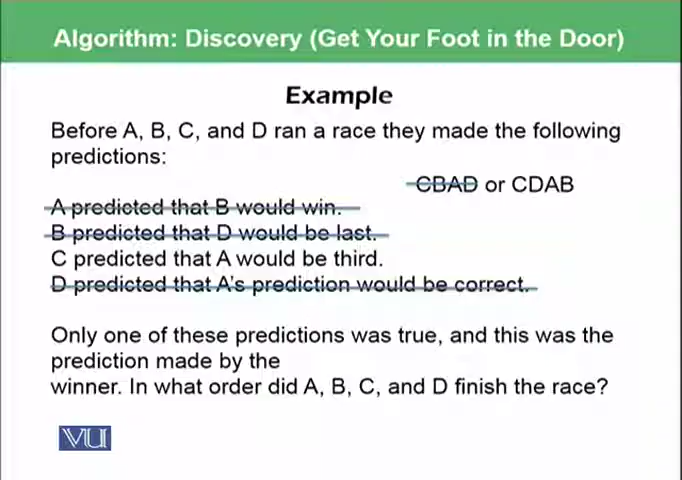 Algorithm: Discovery (Get Your Foot in the Door)
Example
Before A, B, C, and D ran a race they made the following
predictions:
CBAD or CDAB
A predicted that B would win.
B predicted that D would be last.
C predicted that A would be third.
D predicted that A's prediction would be correct.
Only one of these predictions was true, and this was the
prediction made by the
winner. In what order did A, B, C, and D finish the race?
VU